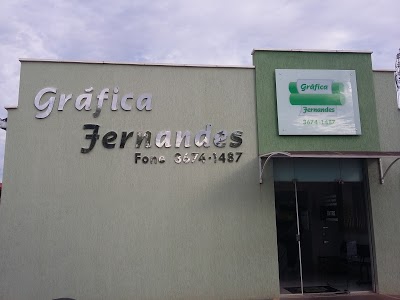 Gráfica
Fernandes
Fone 3674-1487
Gráfica
Fernandes
3674-1487